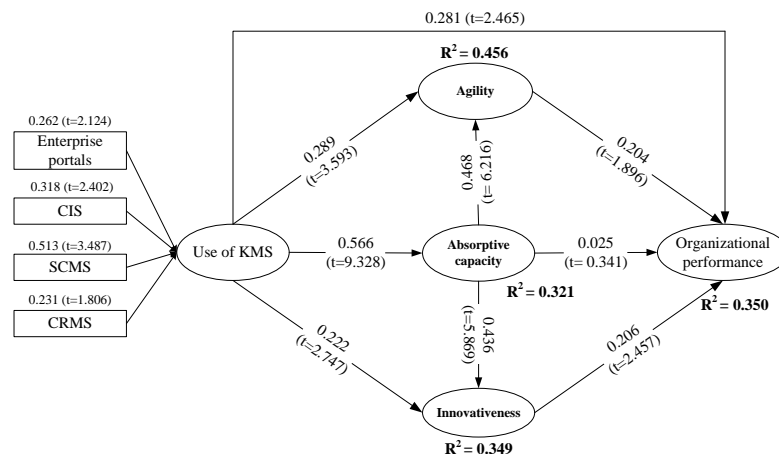 0.281 (t=2.465)
R² = 0.456
Agility
0.262 (t=2.124)
Enterprise
portals
0.289
(t=3.593)
0.468
(t= 6.216)
0.204
(t=1.896)
0.318 (t=2.402)
CIS
0.513 (t=3.487)
SCMS
0.231 (t=1.806)
CRMS
Use of KMS
0.566
(t=9.328)
Absorptive
capacity
R² = 0.321
0.025
(t= 0.341)
Organizational
performance
R² = 0.350
0.222
(t=2.747)
0.436
(t=5.869)
0.206
(t=2.457)
Innovativeness
R² = 0.349